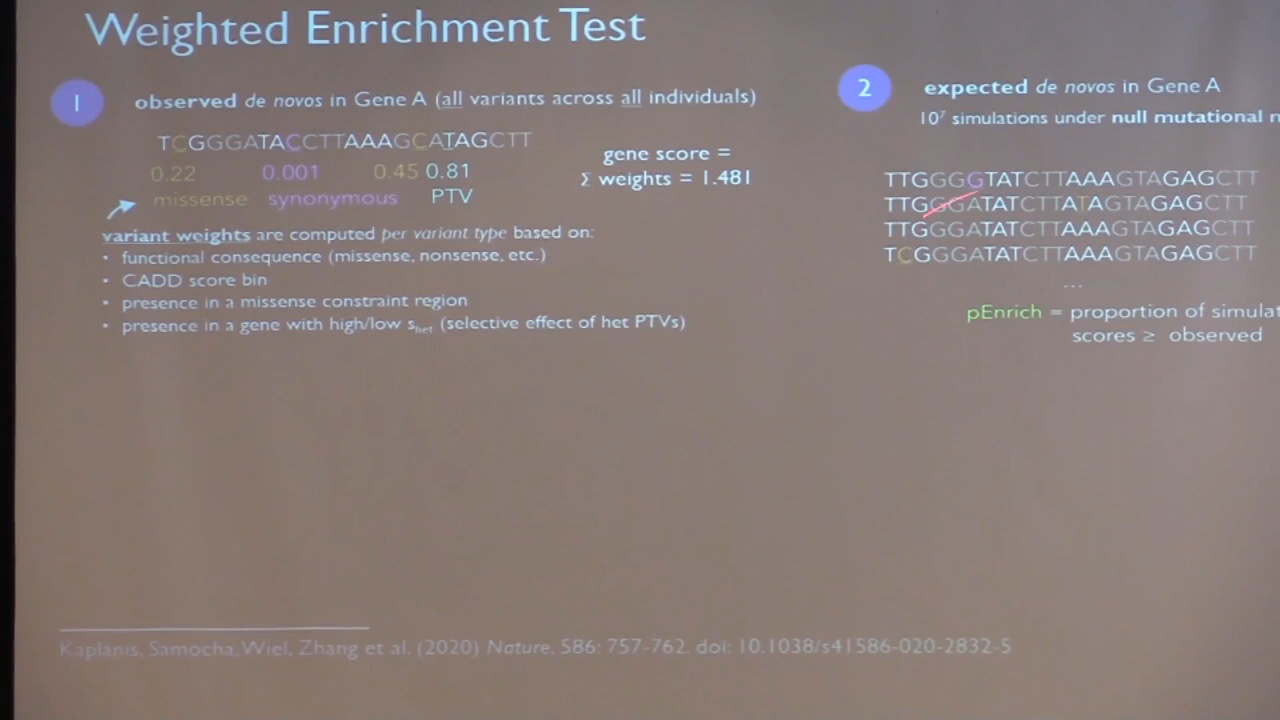 Weighted Enrichment Test
1
observed de novos in Gene A (all variants across all individuals)
TCGGGATACCTTAAAGCATAGCTT
0.22 0.001 0.45 0.81
missense synonymous PTV
gene score =
Σ weights = 1.481
variant weights are computed per variant type based on:
• functional consequence (missense, nonsense, etc.)
• CADD score bin
• presence in a missense constraint region
• presence in a gene with high/low shet (selective effect of het PTVs)
2
expected de novos in Gene A
10⁷ simulations under null mutational
TTGGGGTATCTTAAAGTAGAGCTT
TTGGGATATCTTATAGTAGAGCTT
TTGGGATATCTTAAAGTAGAGCTT
TCGGGATATCTTAAAGTAGAGCTT
...
pEnrich = proportion of
scores ≥ observed
Kaplanis, Samocha, Wiel, Zhang et al. (2020) Nature, 586: 757-762. doi: 10.1038/s41586-020-2832-5